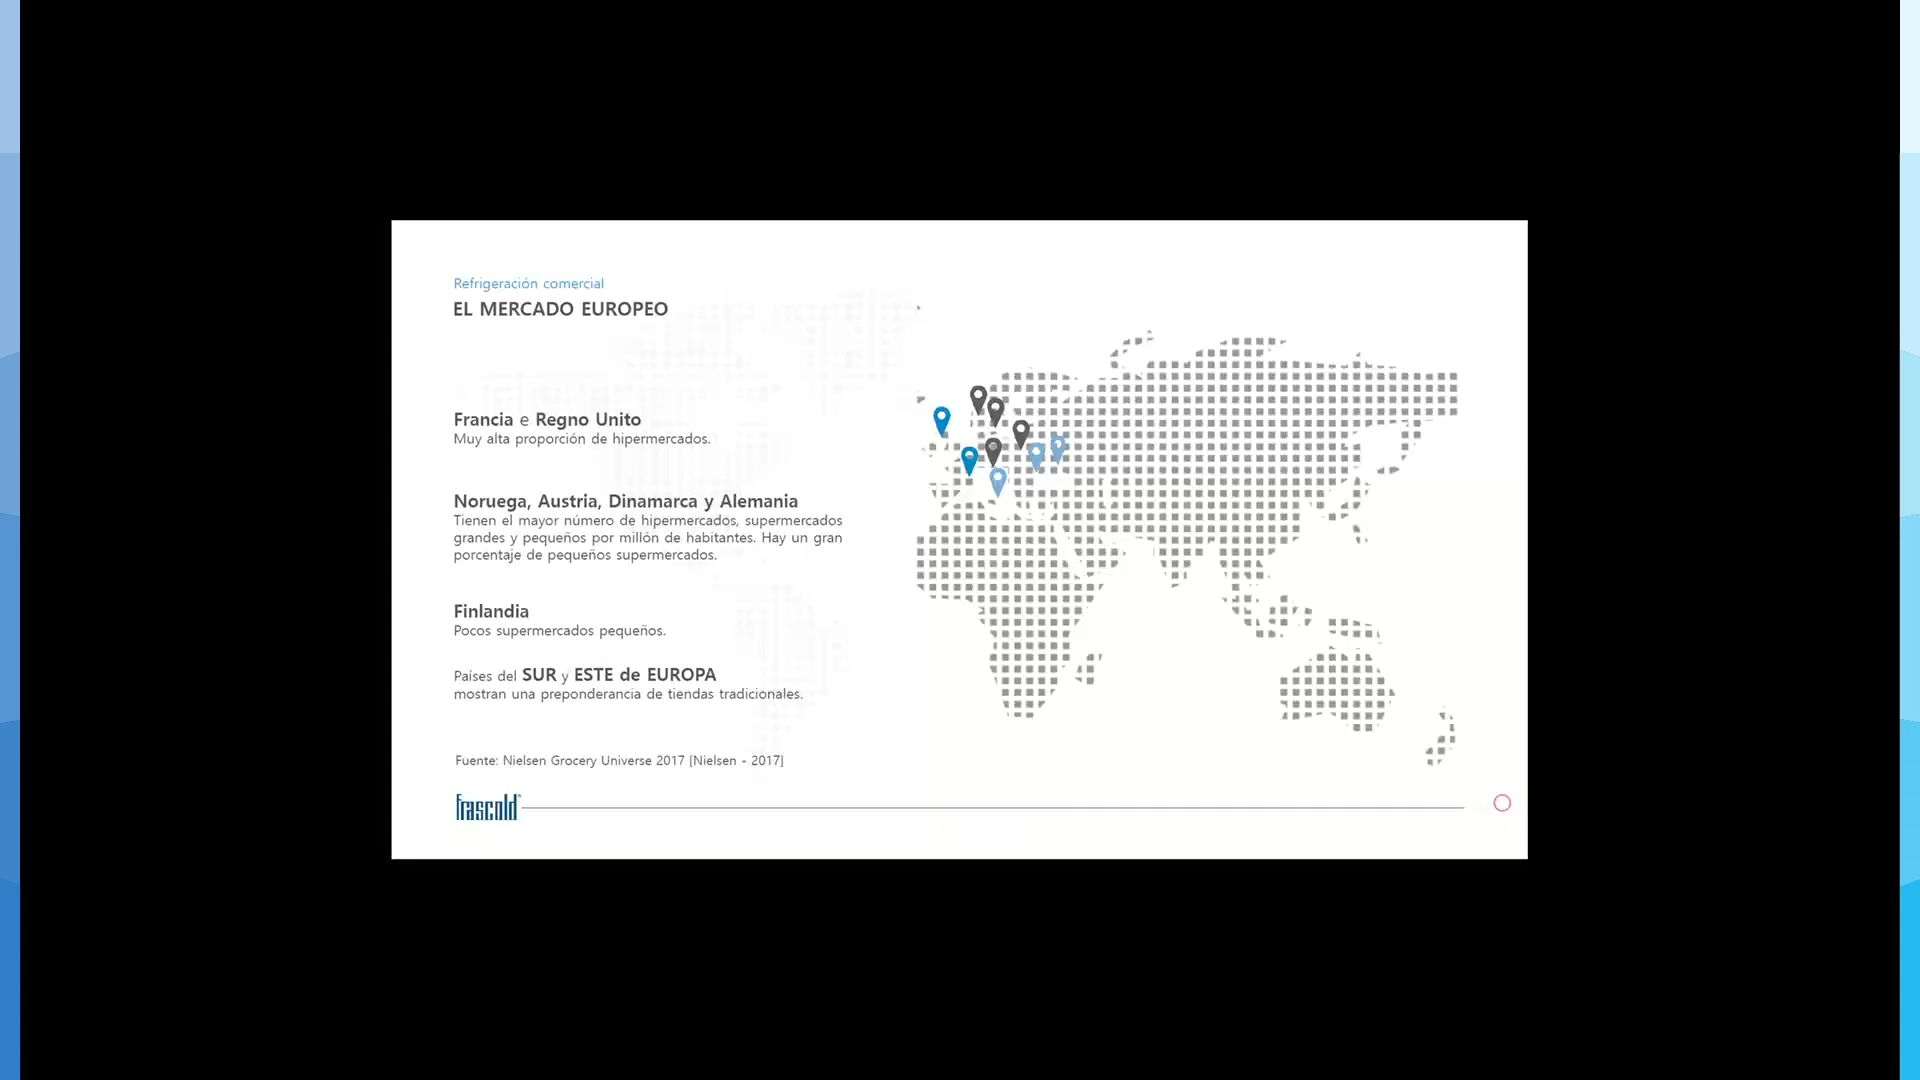 Refrigeración comercial
EL MERCADO EUROPEO
Francia e Regno Unito
Muy alta proporción de hipermercados.
Noruega, Austria, Dinamarca y Alemania
Tienen el mayor número de hipermercados, supermercados
grandes y pequeños por millón de habitantes. Hay un gran
porcentaje de pequeños supermercados.
Finlandia
Pocos supermercados pequeños.
Países del SUR y ESTE de EUROPA
mostran una preponderancia de tiendas tradicionales.
Fuente: Nielsen Grocery Universe 2017 [Nielsen - 2017]
frascold